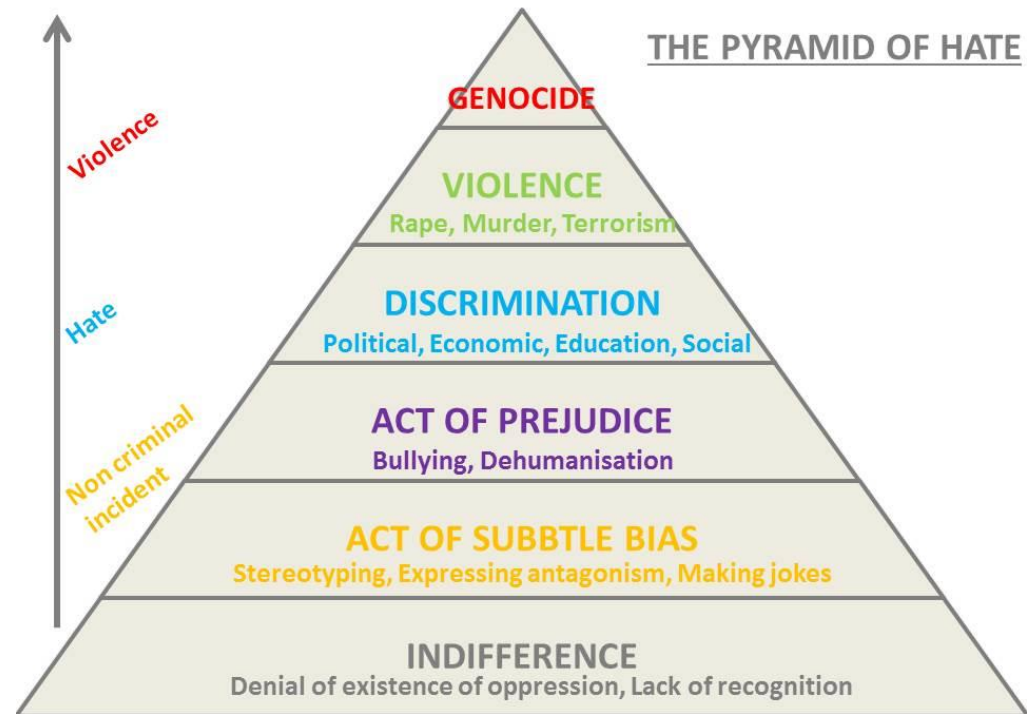 THE PYRAMID OF HATE
GENOCIDE
Violence
VIOLENCE
Rape, Murder, Terrorism
Hate
DISCRIMINATION
Political, Economic, Education, Social
ACT OF PREJUDICE
Bullying, Dehumanisation
Non criminal
incident
ACT OF SUBBTLE BIAS
Stereotyping, Expressing antagonism, Making jokes
INDIFFERENCE
Denial of existence of oppression, Lack of recognition